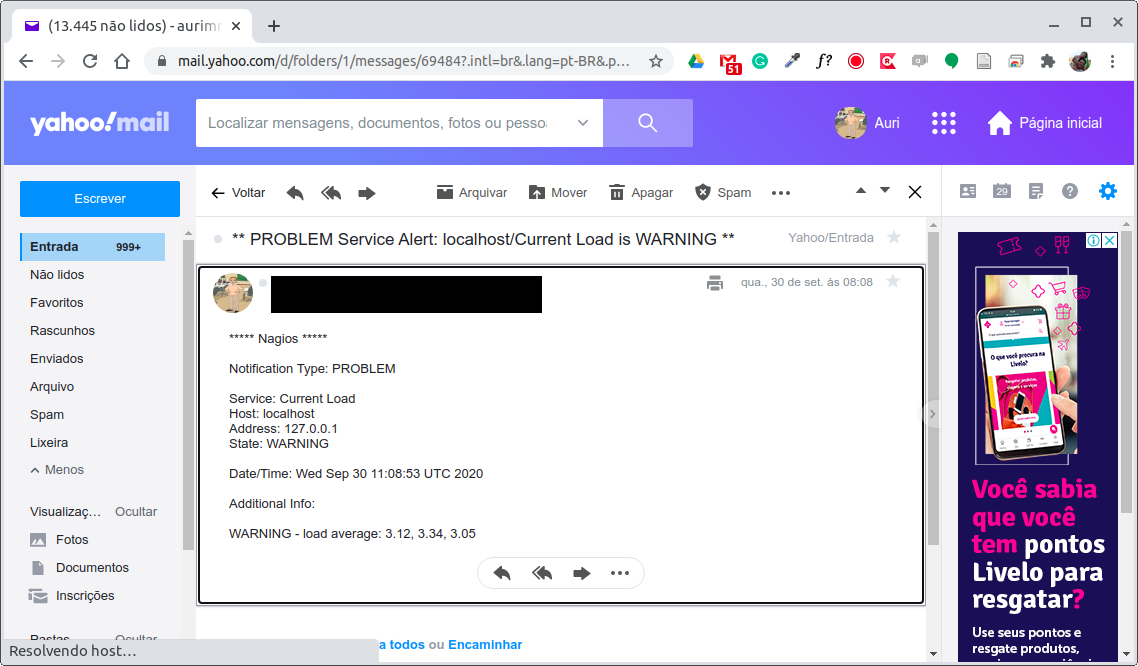 (13.445 não lidos) - aurimr
mail.yahoo.com/d/folders/1/messages/69484?.intl=br&.lang=pt-BR&.p...
f?
51
yahoo!mail
Localizar mensagens, documentos, fotos ou pesso
Auri
Página inicial
Escrever
Voltar
Arquivar
Mover
Apagar
Spam
29
Entrada 999+
Não lidos
Favoritos
Rascunhos
Enviados
Arquivo
Spam
Lixeira
Menos
Visualizaç... Ocultar
Fotos
Documentos
Inscrições
Pastas Ocultar
Resolvendo host...
** PROBLEM Service Alert: localhost/Current Load is WARNING **
Yahoo/Entrada
qua., 30 de set. às 08:08
***** Nagios *****
Notification Type: PROBLEM
Service: Current Load
Host: localhost
Address: 127.0.0.1
State: WARNING
Date/Time: Wed Sep 30 11:08:53 UTC 2020
Additional Info:
WARNING - load average: 3.12, 3.34, 3.05
a todos ou Encaminhar
O que você procura na
Livelo?
Você sabia
que você
tem pontos
Livelo para
resgatar?
Use seus pontos e
resgate produtos,